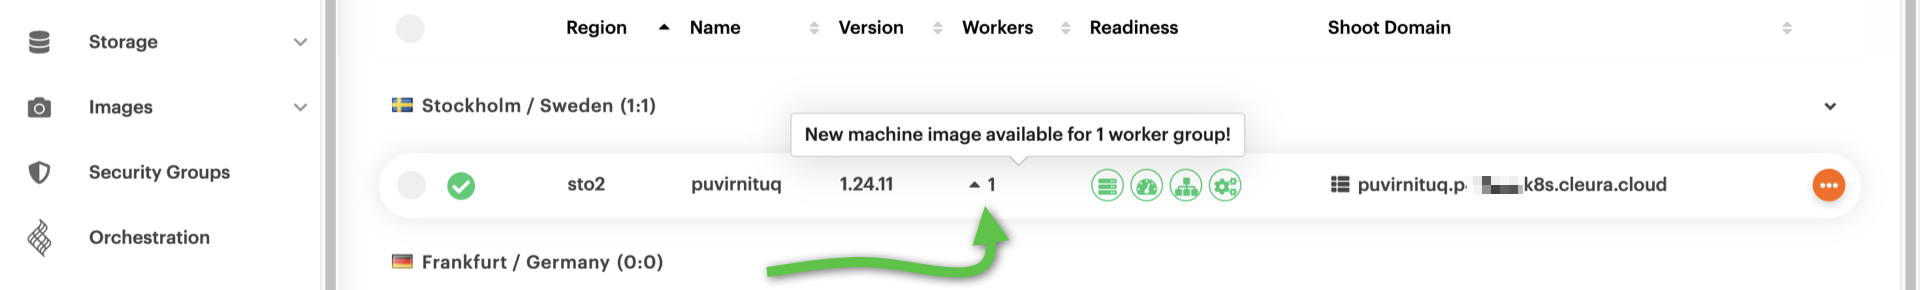 Storage
Images
Security Groups
Orchestration
Region Name Version Workers Readiness Shoot Domain
Stockholm / Sweden (1:1)
New machine image available for 1 worker group!
sto2 puvirnituq 1.24.11 1 puvirnituq.p k8s.cleura.cloud
Frankfurt / Germany (0:0)